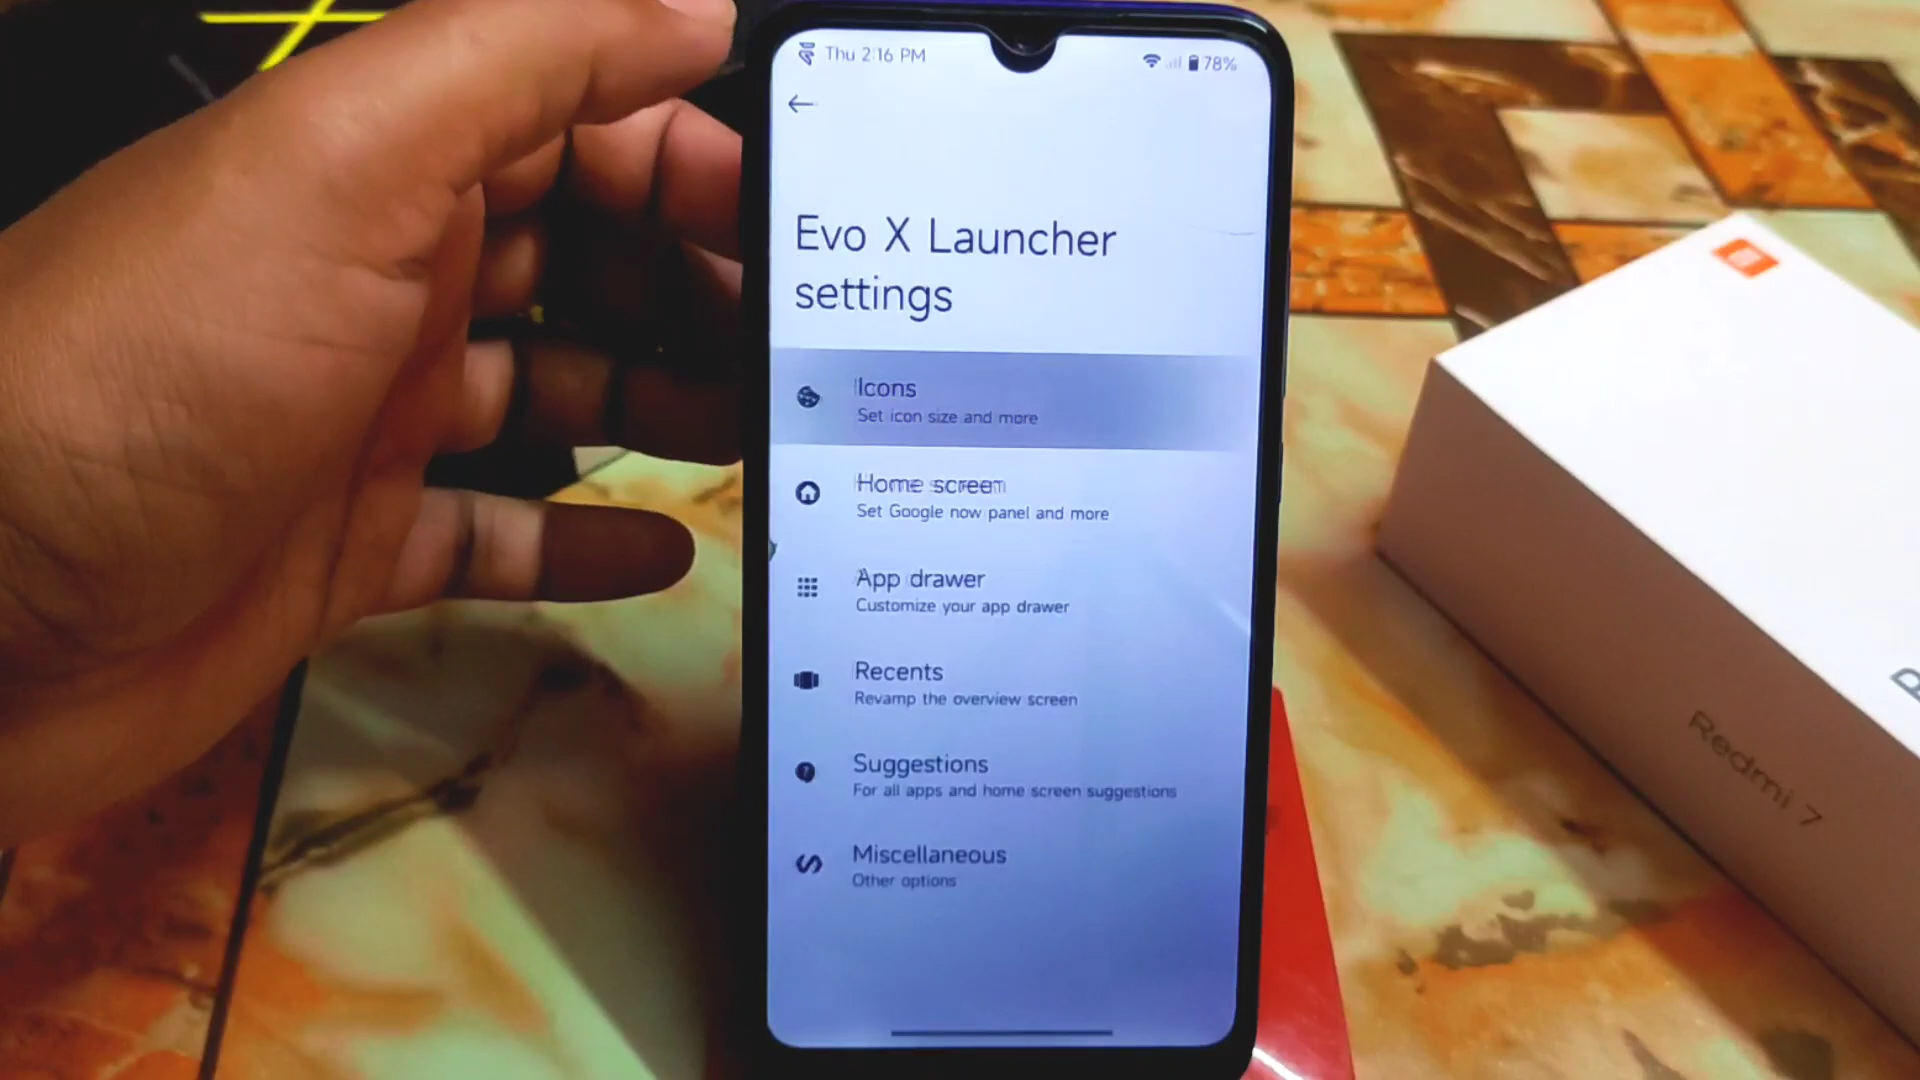 Thu 2:16 PM
78%
Evo X Launcher
settings
Icons
Set icon size and more
Home screen
Set Google now panel and more
App drawer
Customize your app drawer
Recents
Revamp the overview screen
Suggestions
For all apps and home screen suggestions
Miscellaneous
Other options
Redmi 7